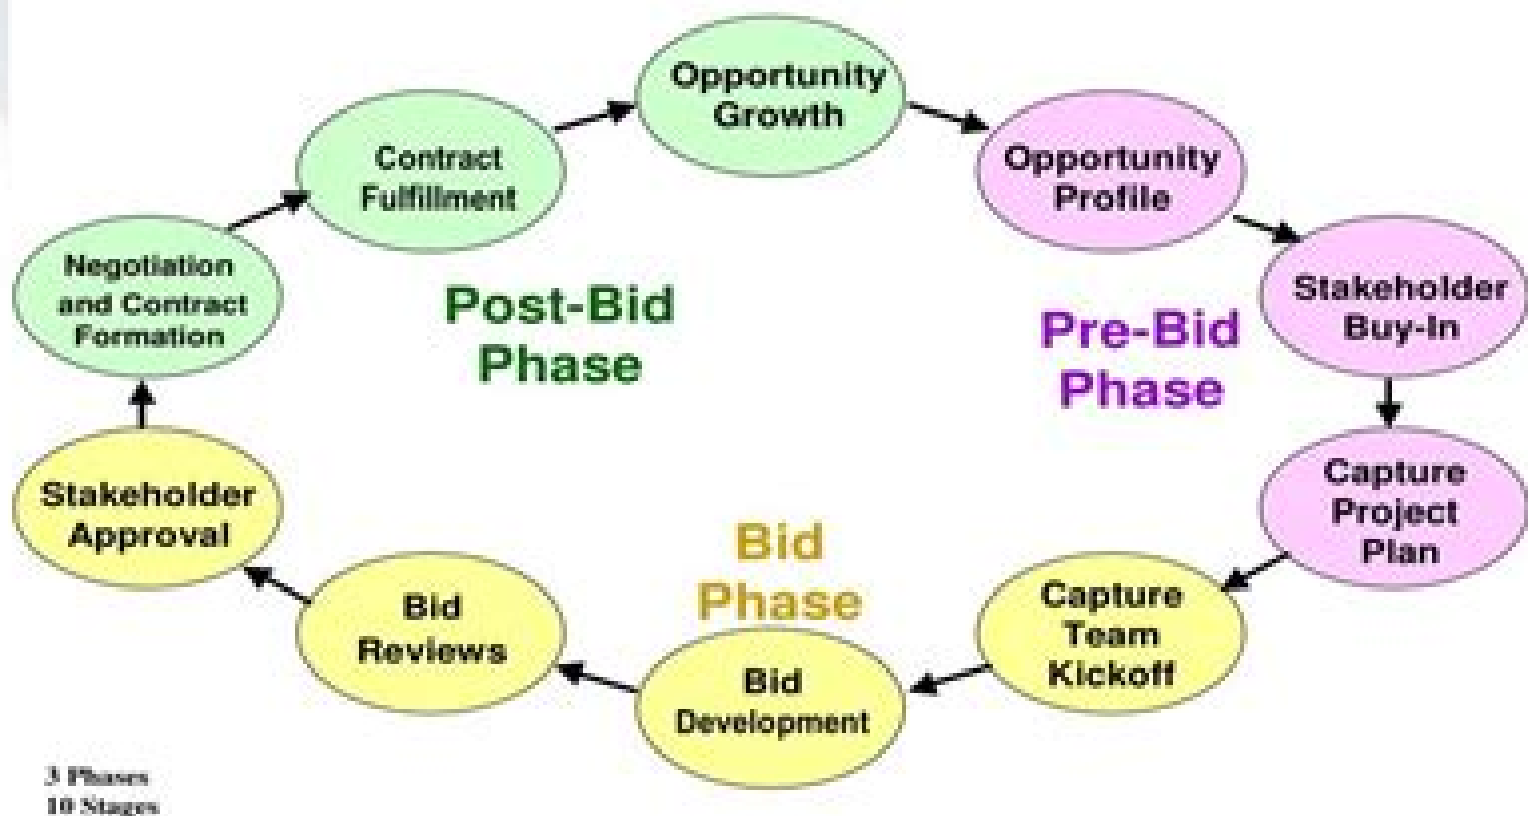 Opportunity
Growth
Opportunity
Profile
Stakeholder
Buy-In
Capture
Project
Plan
Capture
Team
Kickoff
Bid
Development
Bid
Reviews
Stakeholder
Approval
Negotiation
and Contract
Formation
Contract
Fulfillment
Post-Bid
Phase
Pre-Bid
Phase
Bid
Phase
3 Phases
10 Stages